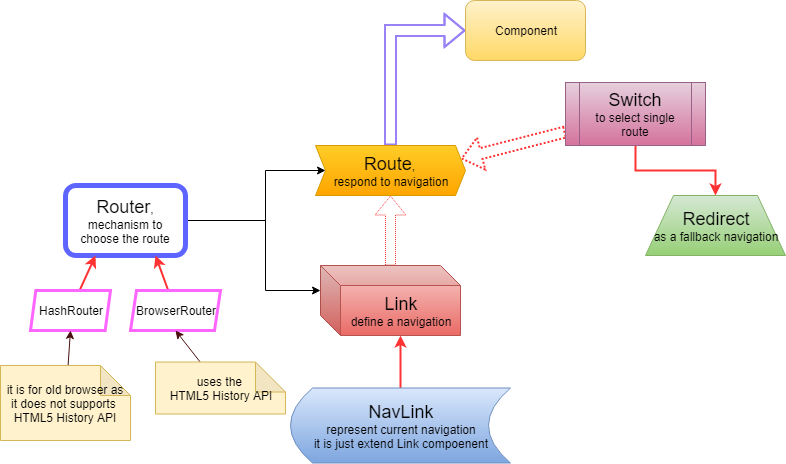 Component
Switch
to select single
route
Route,
respond to navigation
Router,
mechanism to
choose the route
Redirect
as a fallback navigation
HashRouter
BrowserRouter
Link
define a navigation
it is for old browser as
it does not supports
HTML5 History API
uses the
HTML5 History API
NavLink
represent current navigation
it is just extend Link compoenent